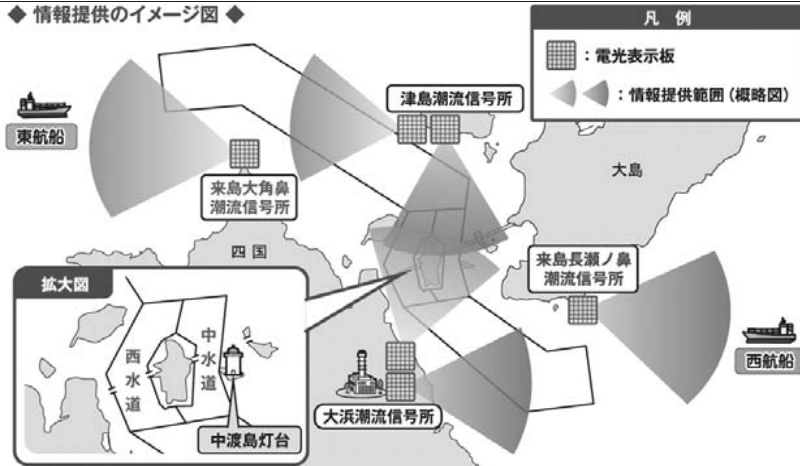 ◆ 情報提供のイメージ図 ◆
凡例
：電光表示板
：情報提供範囲（概略図）
東航船
津島潮流信号所
大島
来島大角鼻
潮流信号所
四国
来島長瀬ノ鼻
潮流信号所
拡大図
西水道
中水道
中渡島灯台
大浜潮流信号所
西航船